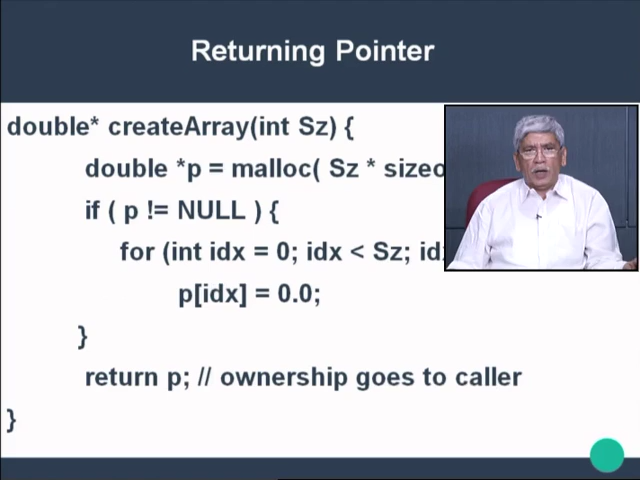 Returning Pointer
double* createArray(int Sz) {
double *p = malloc( Sz * sizeo
if ( p != NULL ) {
for (int idx = 0; idx < Sz; id
p[idx] = 0.0;
}
return p; // ownership goes to caller
}